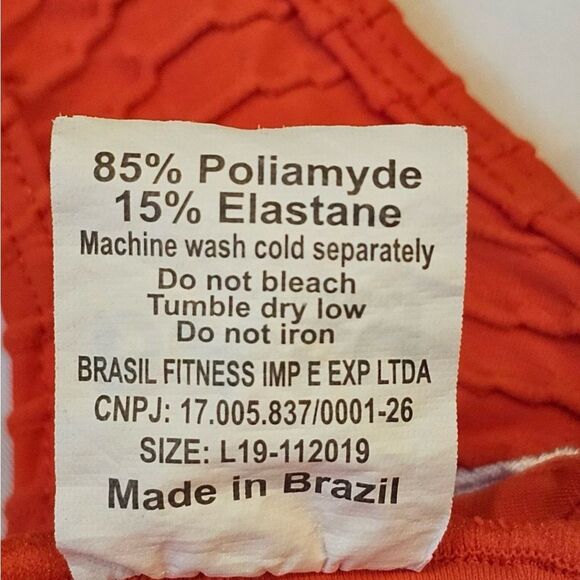 85% Poliamyde
15% Elastane
Machine wash cold separately
Do not bleach
Tumble dry low
Do not iron
BRASIL FITNESS IMP E EXP LTDA
CNPJ: 17.005.837/0001-26
SIZE: L19-112019
Made in Brazil